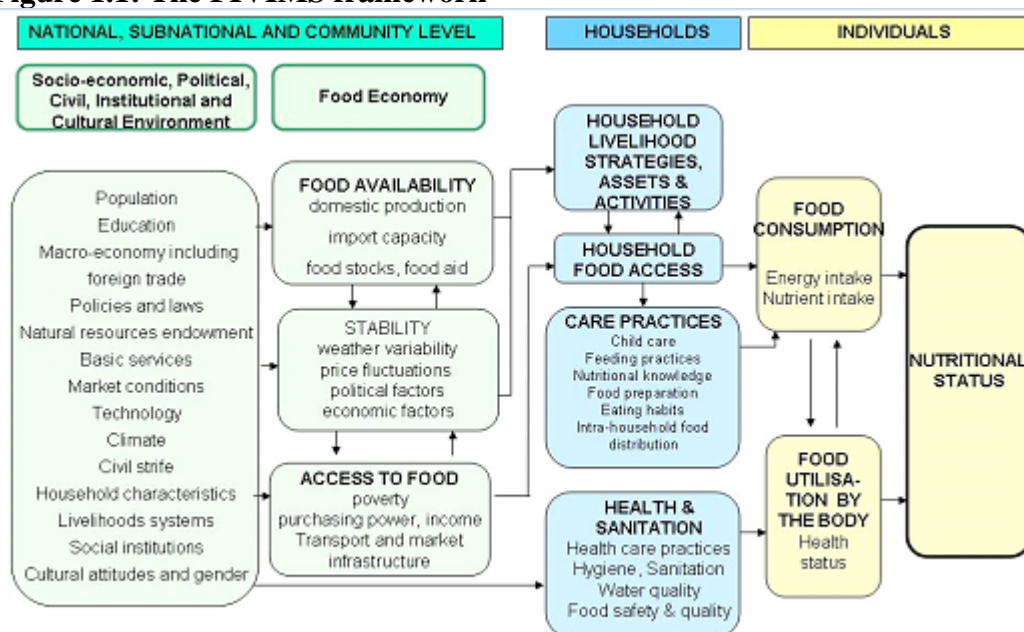 Figure 1.1: The FIVIMS framework
NATIONAL, SUBNATIONAL AND COMMUNITY LEVEL
HOUSEHOLDS
INDIVIDUALS
Socio-economic, Political,
Civil, Institutional and
Cultural Environment
Food Economy
Population
Education
Macro-economy including
foreign trade
Policies and laws
Natural resources endowment
Basic services
Market conditions
Technology
Climate
Civil strife
Household characteristics
Livelihoods systems
Social institutions
Cultural attitudes and gender
FOOD AVAILABILITY
domestic production
import capacity
food stocks, food aid
STABILITY
weather variability
price fluctuations
political factors
economic factors
ACCESS TO FOOD
poverty
purchasing power, income
Transport and market
infrastructure
HOUSEHOLD
LIVELIHOOD
STRATEGIES,
ASSETS &
ACTIVITIES
HOUSEHOLD
FOOD ACCESS
CARE PRACTICES
Child care
Feeding practices
Nutritional knowledge
Food preparation
Eating habits
Intra-household food
distribution
HEALTH &
SANITATION
Health care practices
Hygiene, Sanitation
Water quality
Food safety & quality
FOOD
CONSUMPTION
Energy intake
Nutrient intake
FOOD
UTILISA-
TION BY
THE BODY
Health
status
NUTRITIONAL
STATUS